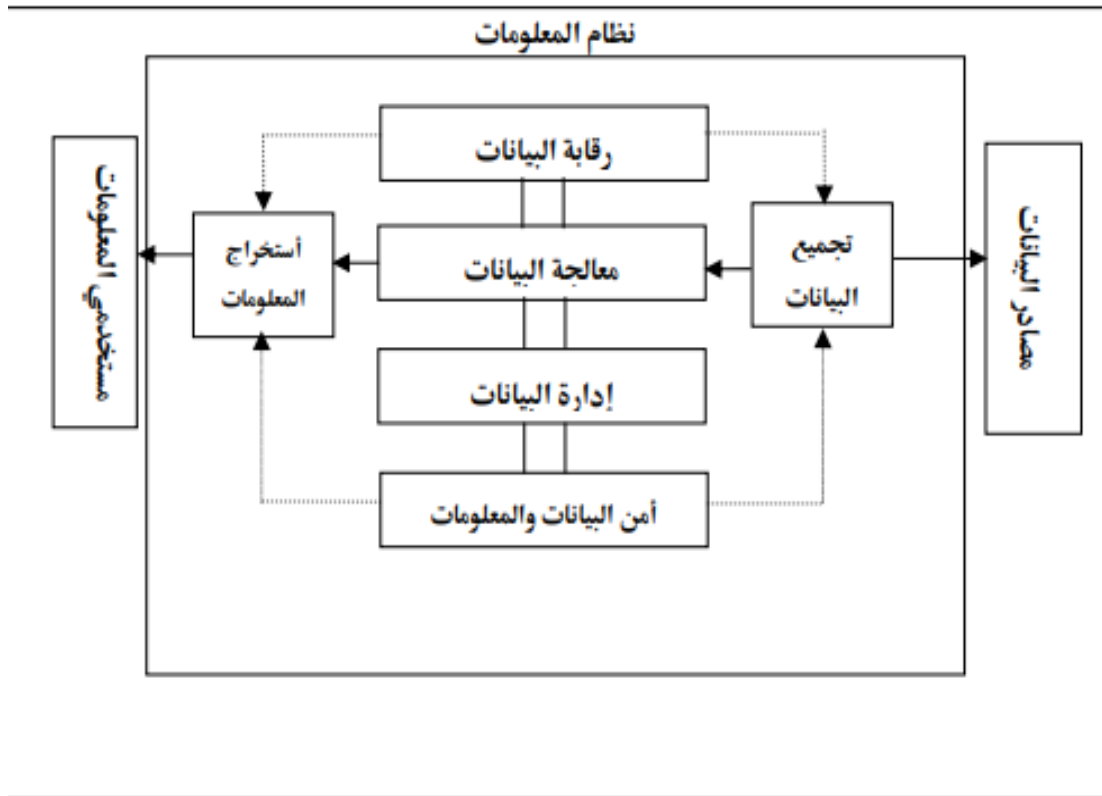 نظام المعلومات
رقابة البيانات
مصادر البيانات
تجميع
البيانات
معالجة البيانات
أستخراج
المعلومات
مستخدمي المعلومات
إدارة البيانات
أمن البيانات والمعلومات